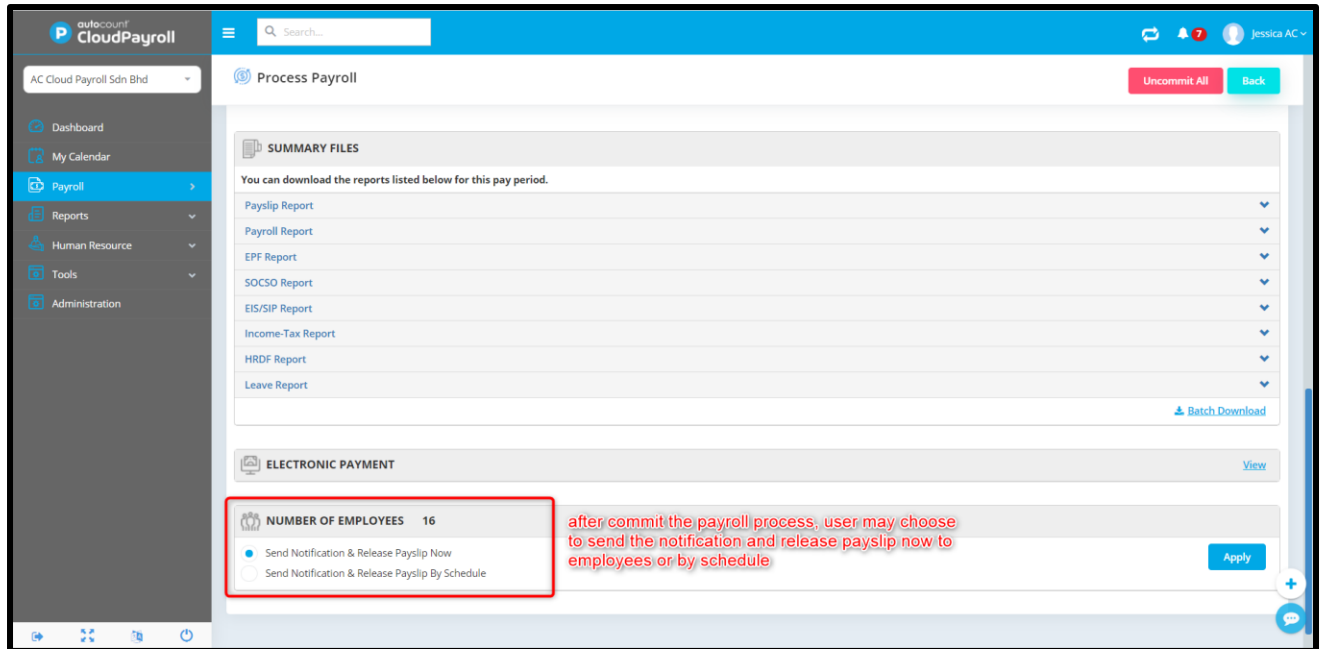 autocount
CloudPayroll
Search...
7
Jessica AC
AC Cloud Payroll Sdn Bhd
Process Payroll
Uncommit All
Back
Dashboard
My Calendar
Payroll
Reports
Human Resource
Tools
Administration
SUMMARY FILES
You can download the reports listed below for this pay period.
Payslip Report
Payroll Report
EPF Report
SOCSO Report
EIS/SIP Report
Income-Tax Report
HRDF Report
Leave Report
Batch Download
ELECTRONIC PAYMENT
View
NUMBER OF EMPLOYEES 16
Send Notification & Release Payslip Now
Send Notification & Release Payslip By Schedule
after commit the payroll process, user may choose
to send the notification and release payslip now to
employees or by schedule
Apply